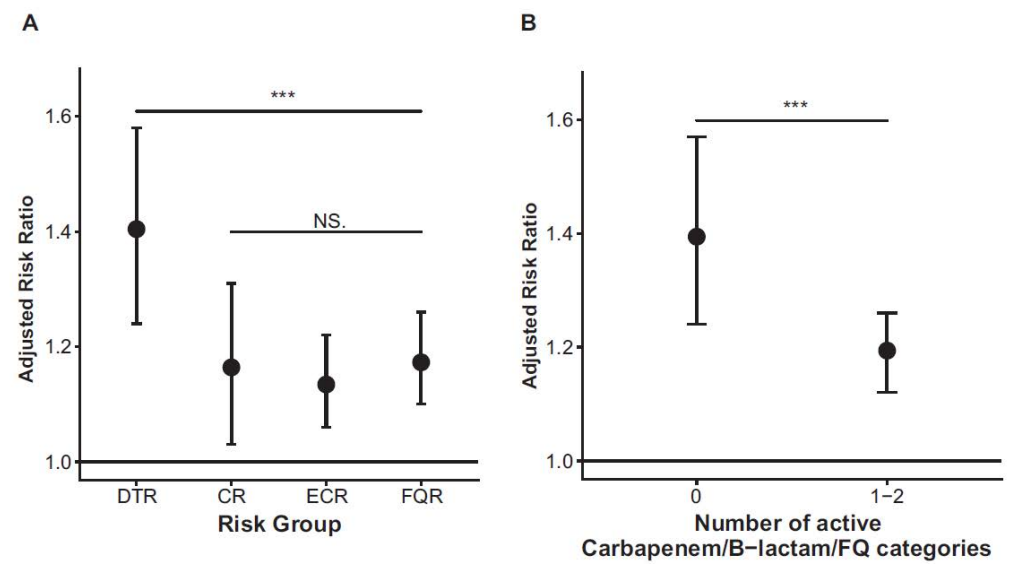 A
***
NS.
1.6
1.4
1.2
1.0
Adjusted Risk Ratio
DTR CR ECR FQR
Risk Group
B
***
1.6
1.4
1.2
1.0
Adjusted Risk Ratio
0 1−2
Number of active
Carbapenem/B−lactam/FQ categories